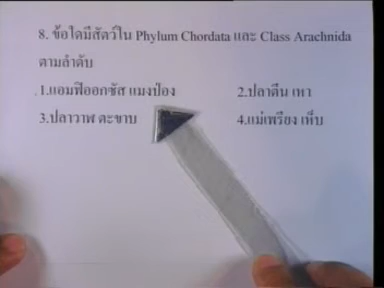 8. ข้อใดมีสัตว์ใน Phylum Chordata และ Class Arachnida
ตามลำดับ
1.แอมฟิออกซัส แมงป่อง 2.ปลาตีน เหา
3.ปลาวาฬ ตะขาบ 4.แม่เพรียง เห็บ